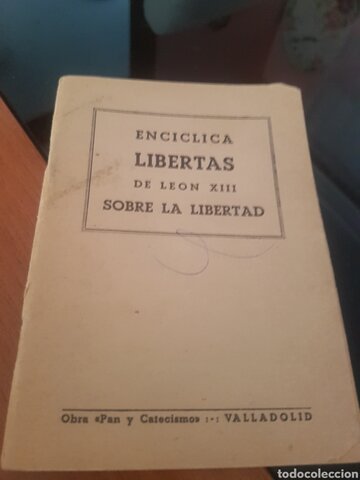 ENCICLICA
LIBERTAS
DE LEON XIII
SOBRE LA LIBERTAD
Obra «Pan y Catecismo» :-: VALLADOLID
todocoleccion